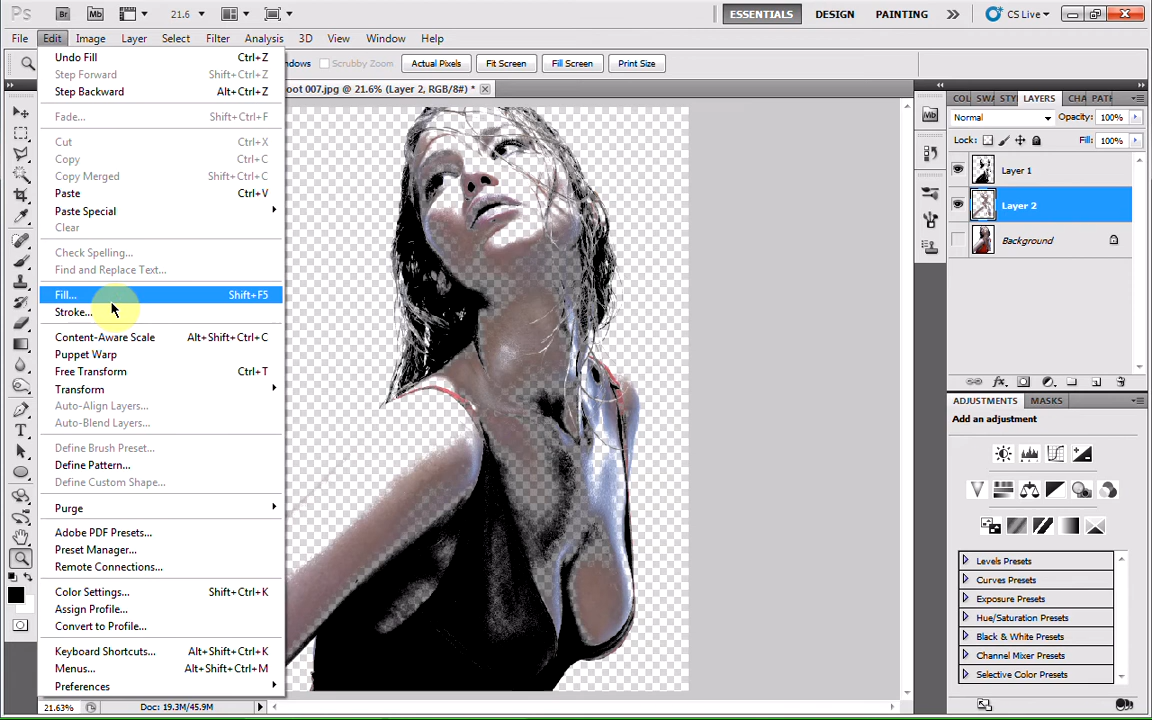 Ps Br Mb 21.6 ESSENTIALS DESIGN PAINTING CS Live
File Edit Image Layer Select Filter Analysis 3D View Window Help
ndows Scrubby Zoom Actual Pixels Fit Screen Fill Screen Print Size
oot 007.jpg @ 21.6% (Layer 2, RGB/8#) *
Undo Fill Ctrl+Z
Step Forward Shift+Ctrl+Z
Step Backward Alt+Ctrl+Z
Fade... Shift+Ctrl+F
Cut Ctrl+X
Copy Ctrl+C
Copy Merged Shift+Ctrl+C
Paste Ctrl+V
Paste Special
Clear
Check Spelling...
Find and Replace Text...
Fill... Shift+F5
Stroke...
Content-Aware Scale Alt+Shift+Ctrl+C
Puppet Warp
Free Transform Ctrl+T
Transform
Auto-Align Layers...
Auto-Blend Layers...
Define Brush Preset...
Define Pattern...
Define Custom Shape...
Purge
Adobe PDF Presets...
Preset Manager...
Remote Connections...
Color Settings... Shift+Ctrl+K
Assign Profile...
Convert to Profile...
Keyboard Shortcuts... Alt+Shift+Ctrl+K
Menus... Alt+Shift+Ctrl+M
Preferences
21.63% Doc: 19.3M/45.9M
COL SWA STYL LAYERS CHA PATH
Mb
Normal Opacity: 100%
Lock: Fill: 100%
Layer 1
Layer 2
Background
ADJUSTMENTS MASKS
Add an adjustment
Levels Presets
Curves Presets
Exposure Presets
Hue/Saturation Presets
Black & White Presets
Channel Mixer Presets
Selective Color Presets